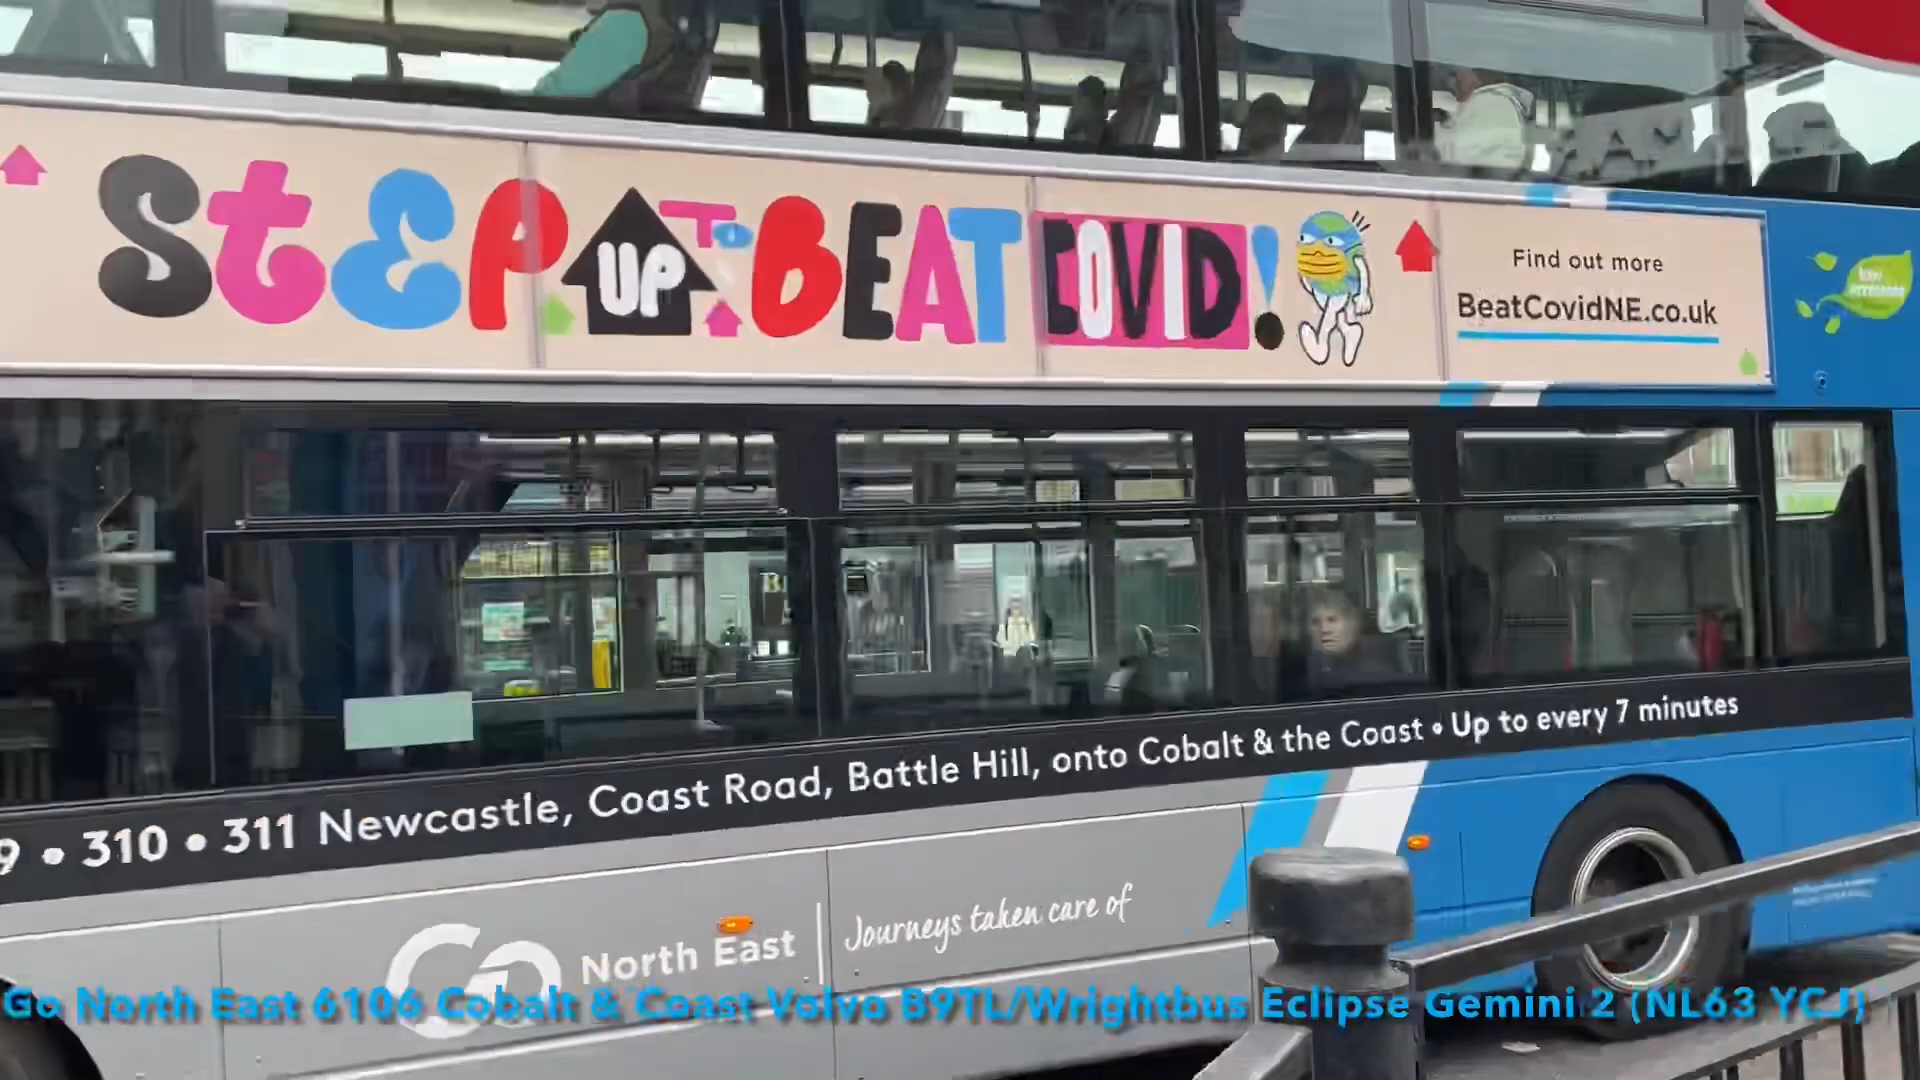 StEP UP To BEAT COVID!
Find out more
BeatCovidNE.co.uk
9 • 310 • 311 Newcastle, Coast Road, Battle Hill, onto Cobalt & the Coast • Up to every 7 minutes
GO North East | Journeys taken care of
Go North East 6106 Cobalt & Coast Volvo B9TL/Wrightbus Eclipse Gemini 2 (NL63 YCJ)